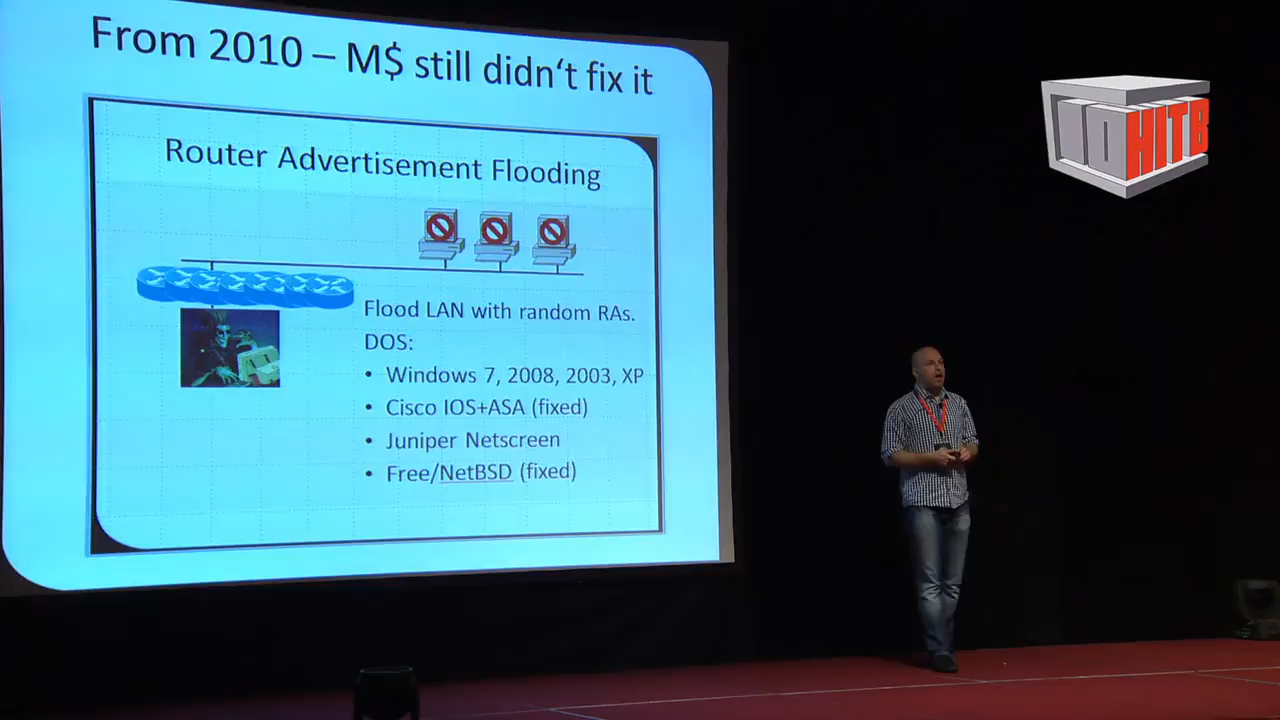 From 2010 – M$ still didn‘t fix it
Router Advertisement Flooding
Flood LAN with random RAs.
DOS:
• Windows 7, 2008, 2003, XP
• Cisco IOS+ASA (fixed)
• Juniper Netscreen
• Free/NetBSD (fixed)
HITB